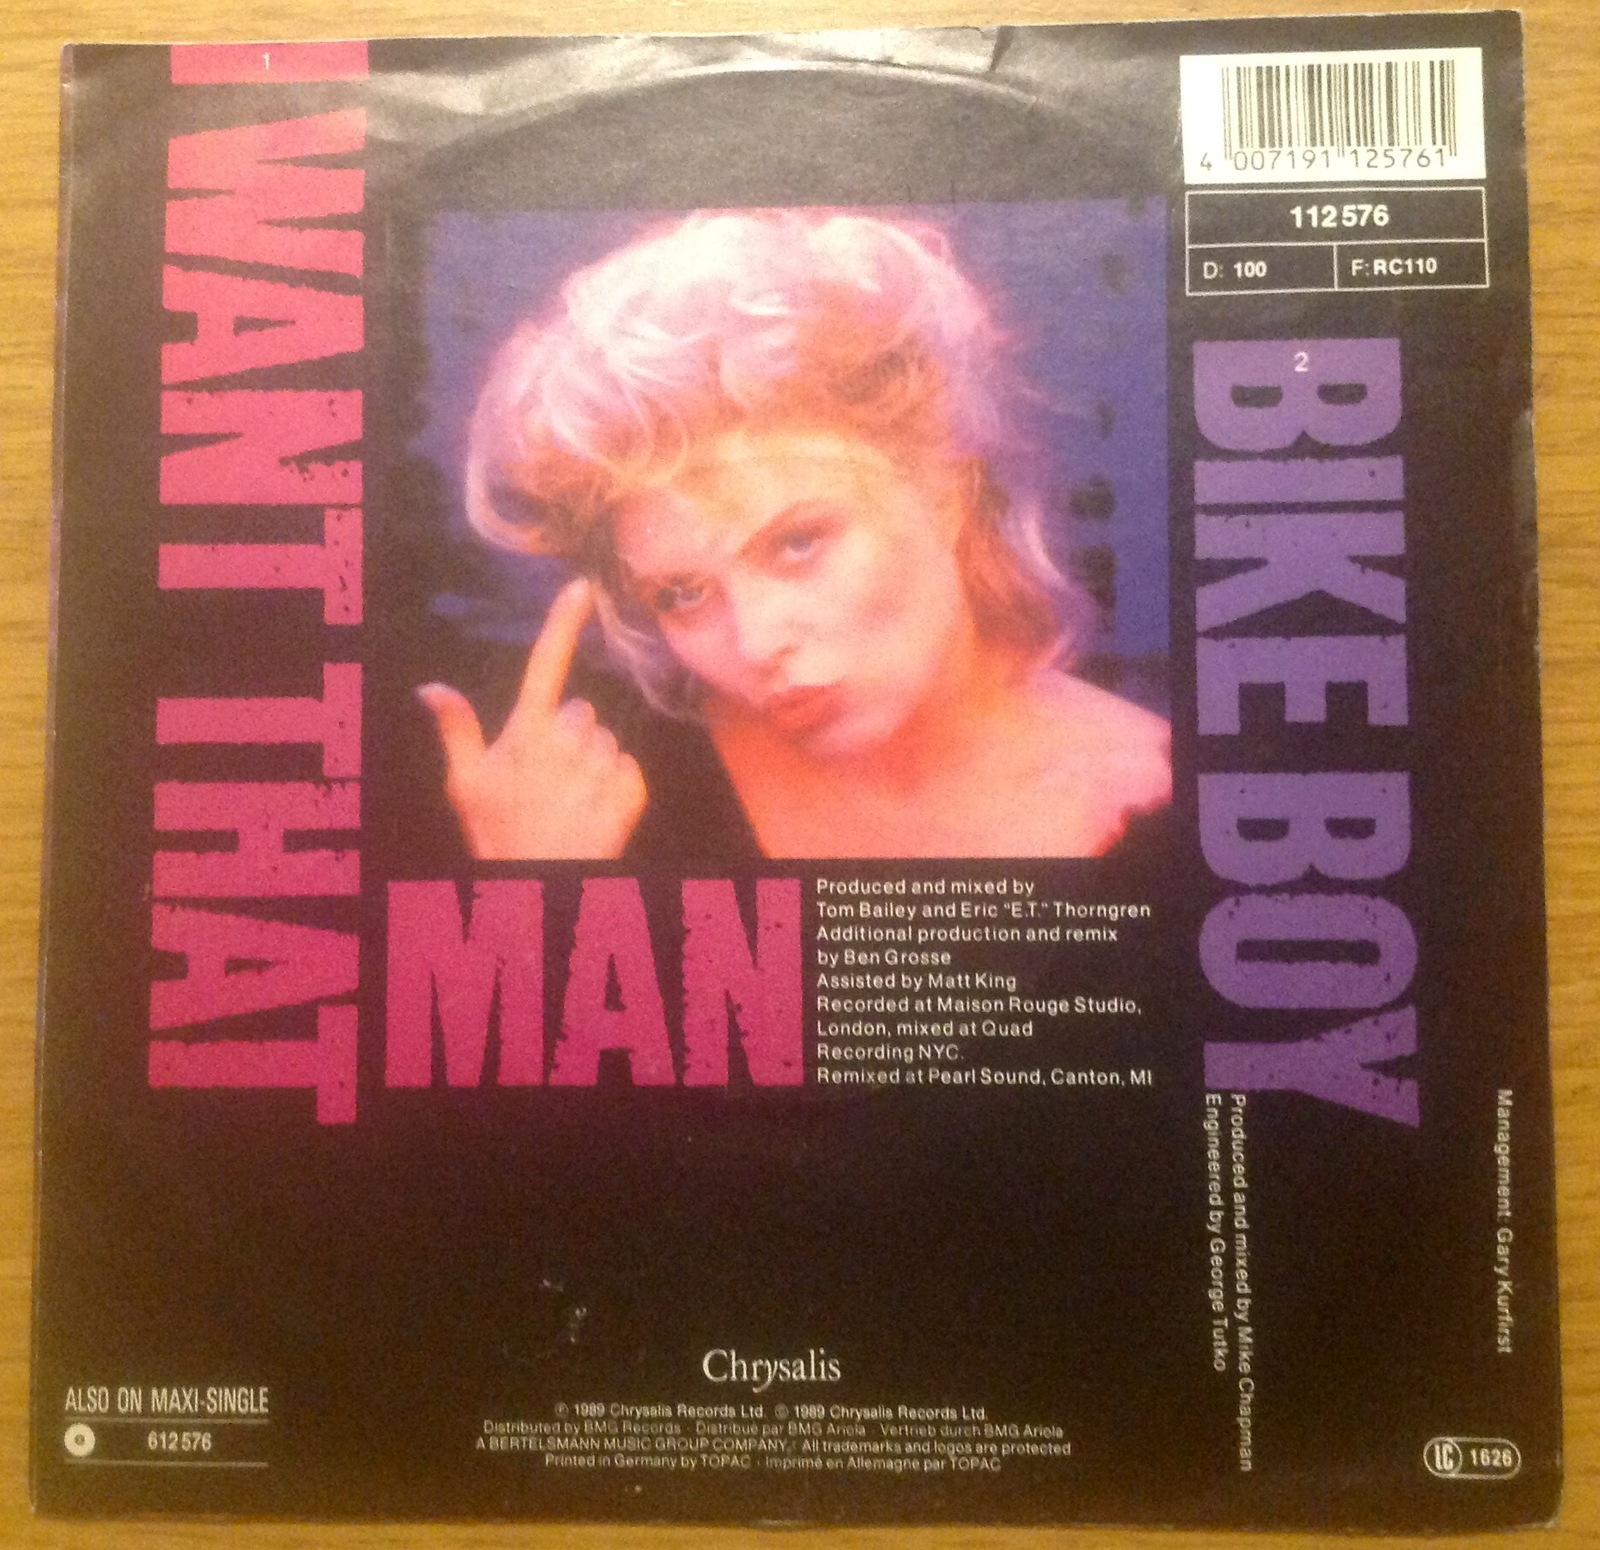 1
I WANT THAT
MAN
4 007191 125761
112576
D: 100
F: RC110
2
BIKE BOY
Produced and mixed by
Tom Bailey and Eric "E.T." Thorngren
Additional production and remix
by Ben Grosse
Assisted by Matt King
Recorded at Maison Rouge Studio,
London, mixed at Quad
Recording NYC.
Remixed at Pearl Sound, Canton, MI
Produced and mixed by Mike Chapman
Engineered by George Tutko
Management: Gary Kurfirst
Chrysalis
℗ 1989 Chrysalis Records Ltd. © 1989 Chrysalis Records Ltd.
Distributed by BMG Records · Distribué par BMG Ariola · Vertrieb durch BMG Ariola
A BERTELSMANN MUSIC GROUP COMPANY · All trademarks and logos are protected
Printed in Germany by TOPAC · Imprimé en Allemagne par TOPAC
ALSO ON MAXI-SINGLE
612576
LC 1626